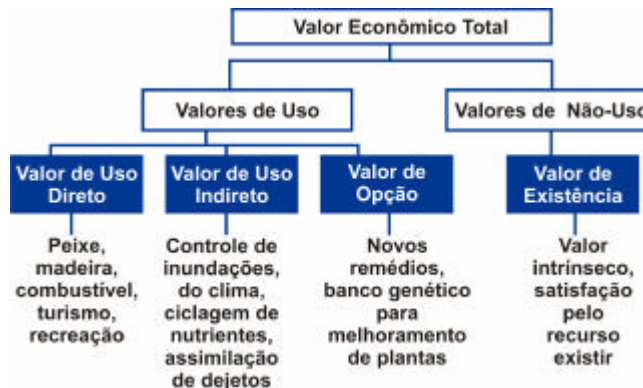 Valor Econômico Total
Valores de Uso
Valores de Não-Uso
Valor de Uso
Direto
Valor de Uso
Indireto
Valor de
Opção
Valor de
Existência
Peixe,
madeira,
combustível,
turismo,
recreação
Controle de
inundações,
do clima,
ciclagem de
nutrientes,
assimilação
de dejetos
Novos
remédios,
banco genético
para
melhoramento
de plantas
Valor
intrínseco,
satisfação
pelo
recurso
existir